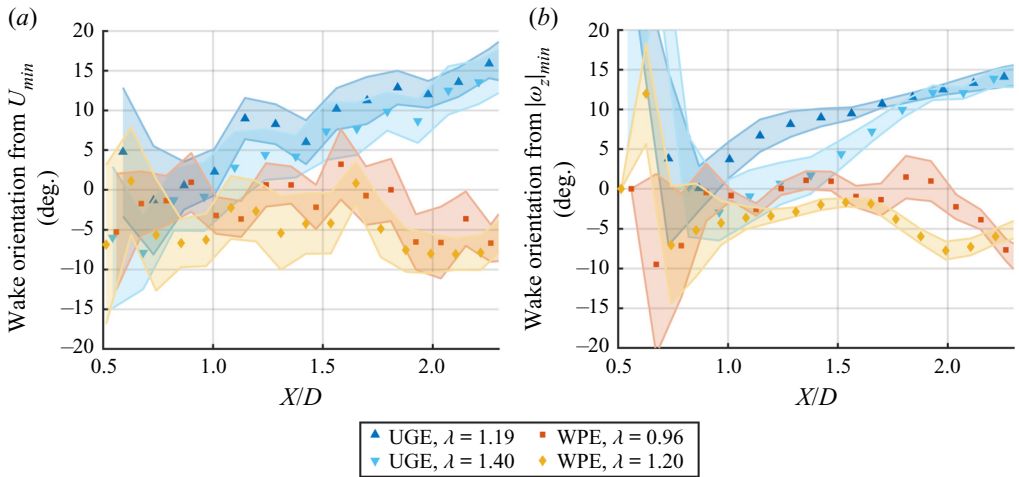 (a)
Wake orientation from U_min
(deg.)
20
15
10
5
0
−5
−10
−15
−20
0.5 1.0 1.5 2.0
X/D
(b)
Wake orientation from |ω_z|_min
(deg.)
20
15
10
5
0
−5
−10
−15
−20
0.5 1.0 1.5 2.0
X/D
UGE, λ = 1.19 WPE, λ = 0.96
UGE, λ = 1.40 WPE, λ = 1.20